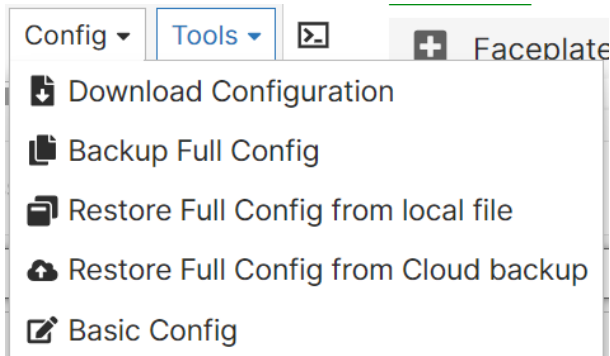 Config Tools
Faceplate
Download Configuration
Backup Full Config
Restore Full Config from local file
Restore Full Config from Cloud backup
Basic Config